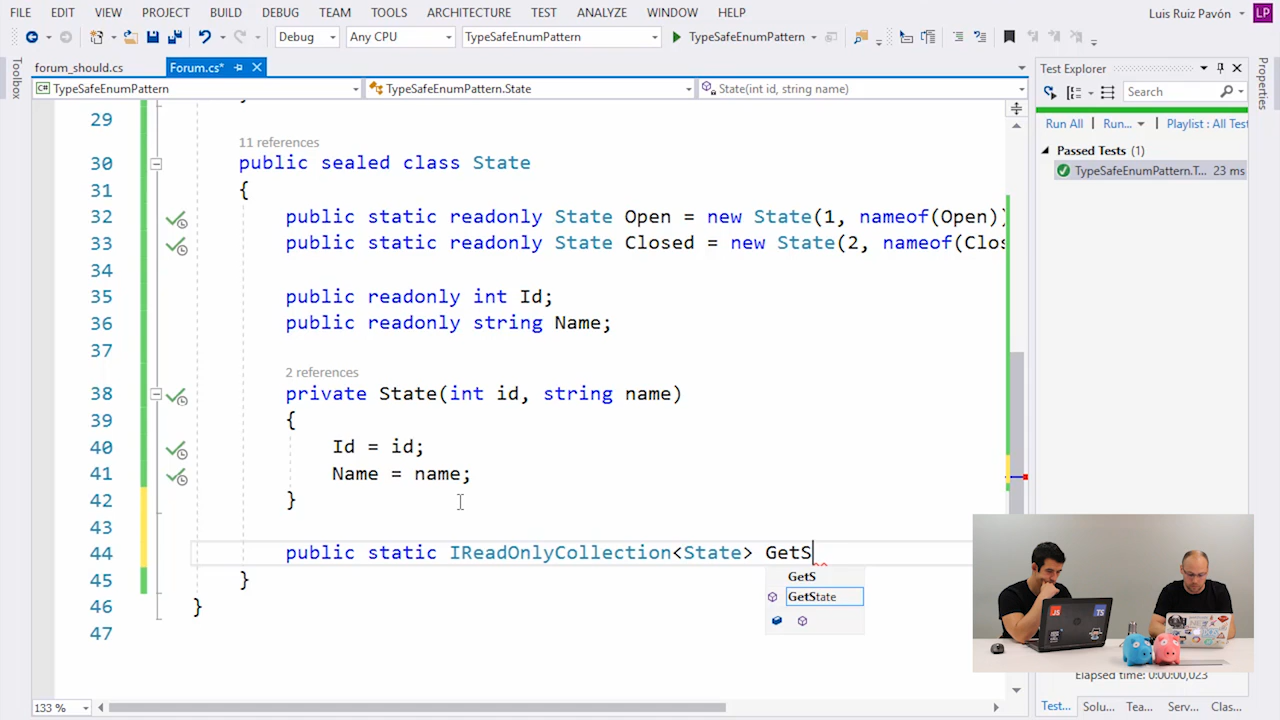 FILE EDIT VIEW PROJECT BUILD DEBUG TEAM TOOLS ARCHITECTURE TEST ANALYZE WINDOW HELP Luis Ruiz Pavón LP
Debug Any CPU TypeSafeEnumPattern TypeSafeEnumPattern
Toolbox
forum_should.cs Forum.cs*
TypeSafeEnumPattern TypeSafeEnumPattern.State State(int id, string name)
29 }
11 references
30 public sealed class State
31 {
32 public static readonly State Open = new State(1, nameof(Open))
33 public static readonly State Closed = new State(2, nameof(Clos
34
35 public readonly int Id;
36 public readonly string Name;
37
2 references
38 private State(int id, string name)
39 {
40 Id = id;
41 Name = name;
42 }
43
44 public static IReadOnlyCollection<State> GetS
GetS
GetState
45 }
46 }
47
133 %
Test Explorer
Search
Run All Run... Playlist : All Test
Passed Tests (1)
TypeSafeEnumPattern.T... 23 ms
Properties
JS TS
Elapsed time: 0:00:00,023
Test... Solu... Tea... Serv... Clas...